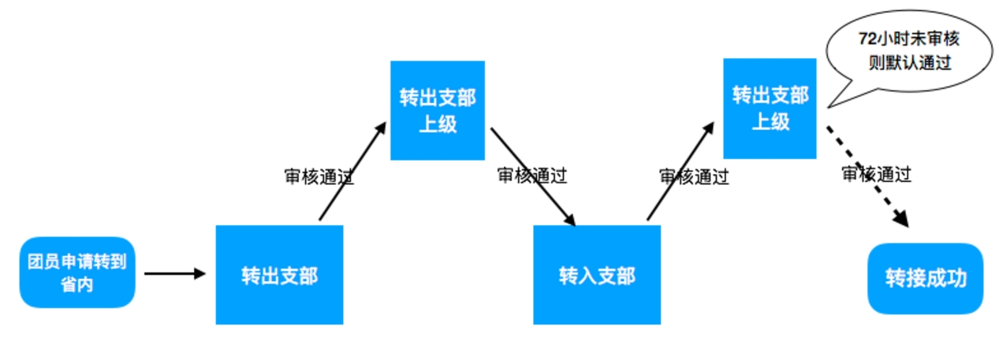 团员申请转到
省内
转出支部
审核通过
转出支部
上级
审核通过
转入支部
审核通过
转出支部
上级
72小时未审核
则默认通过
审核通过
转接成功